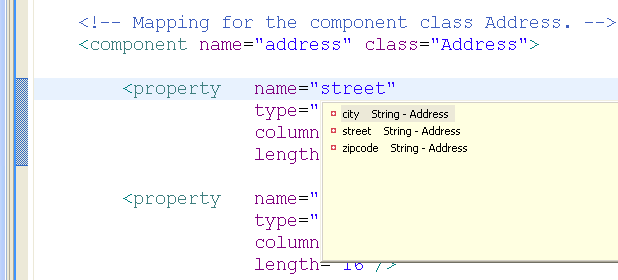 <!-- Mapping for the component class Address. -->
<component name="address" class="Address">
<property name="street"
type="
column
length=
city String - Address
street String - Address
zipcode String - Address
<property name="
type="
column
length="16"/>